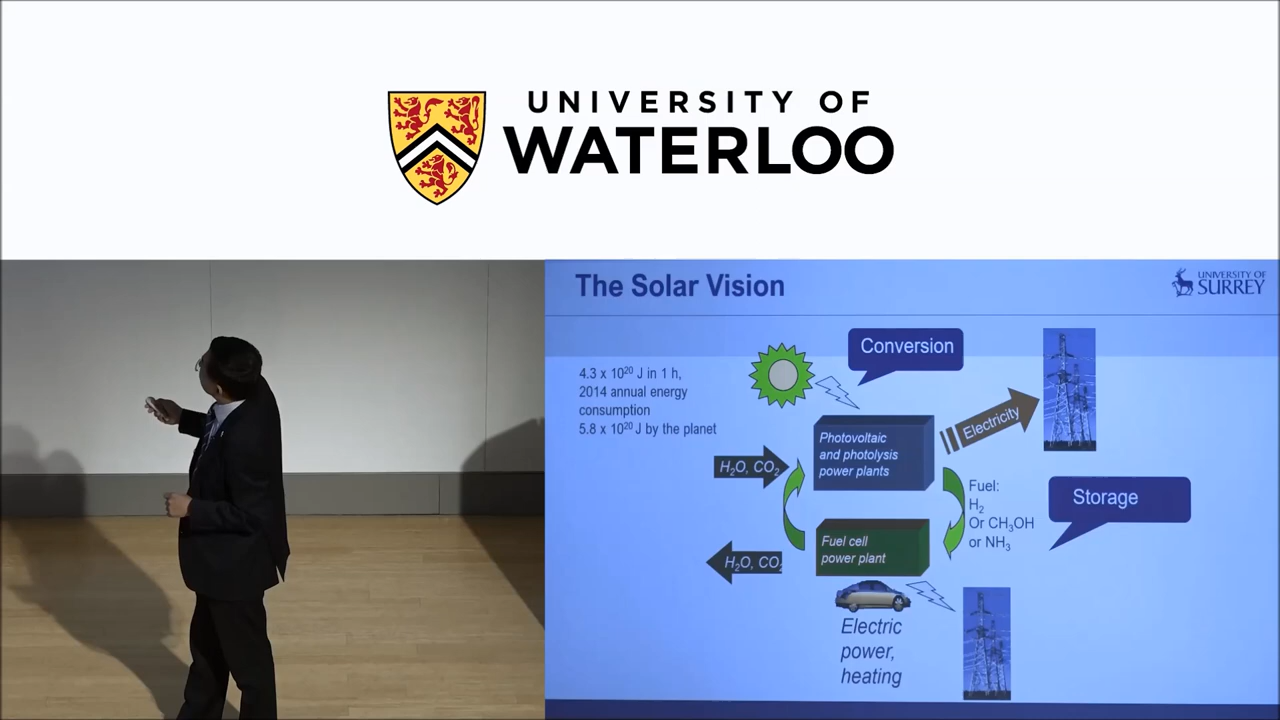 UNIVERSITY OF
WATERLOO
The Solar Vision
UNIVERSITY OF
SURREY
Conversion
4.3 x 10²⁰ J in 1 h,
2014 annual energy
consumption
5.8 x 10²⁰ J by the planet
Electricity
Photovoltaic
and photolysis
power plants
H₂O, CO₂
Fuel:
H₂
Or CH₃OH
or NH₃
Storage
Fuel cell
power plant
H₂O, CO₂
Electric
power,
heating